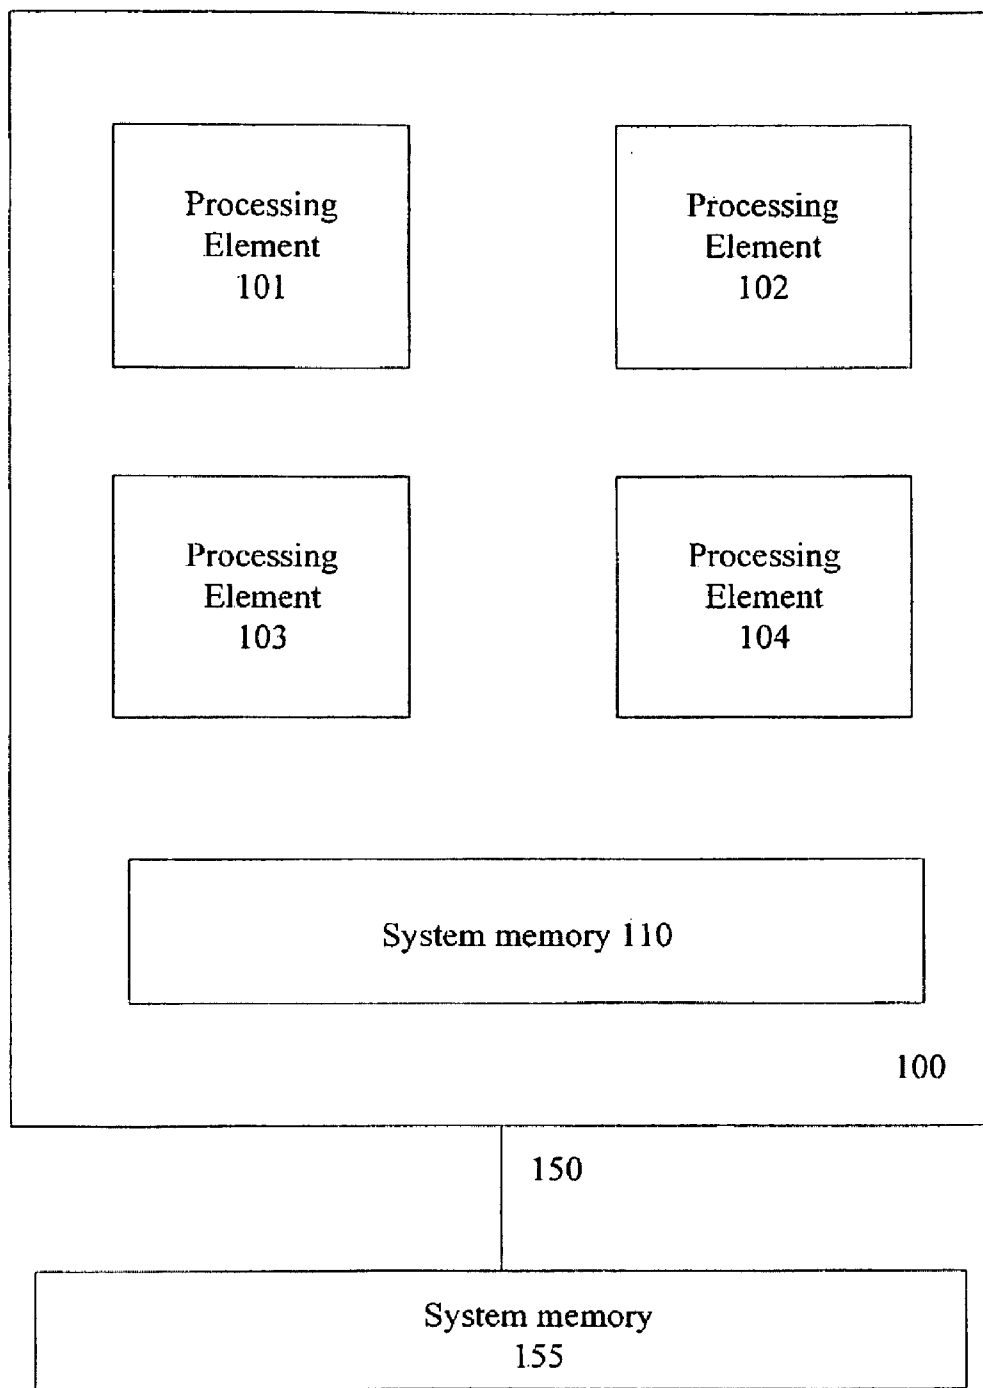 Processing
Element
101
Processing
Element
102
Processing
Element
103
Processing
Element
104
System memory 110
100
150
System memory
155